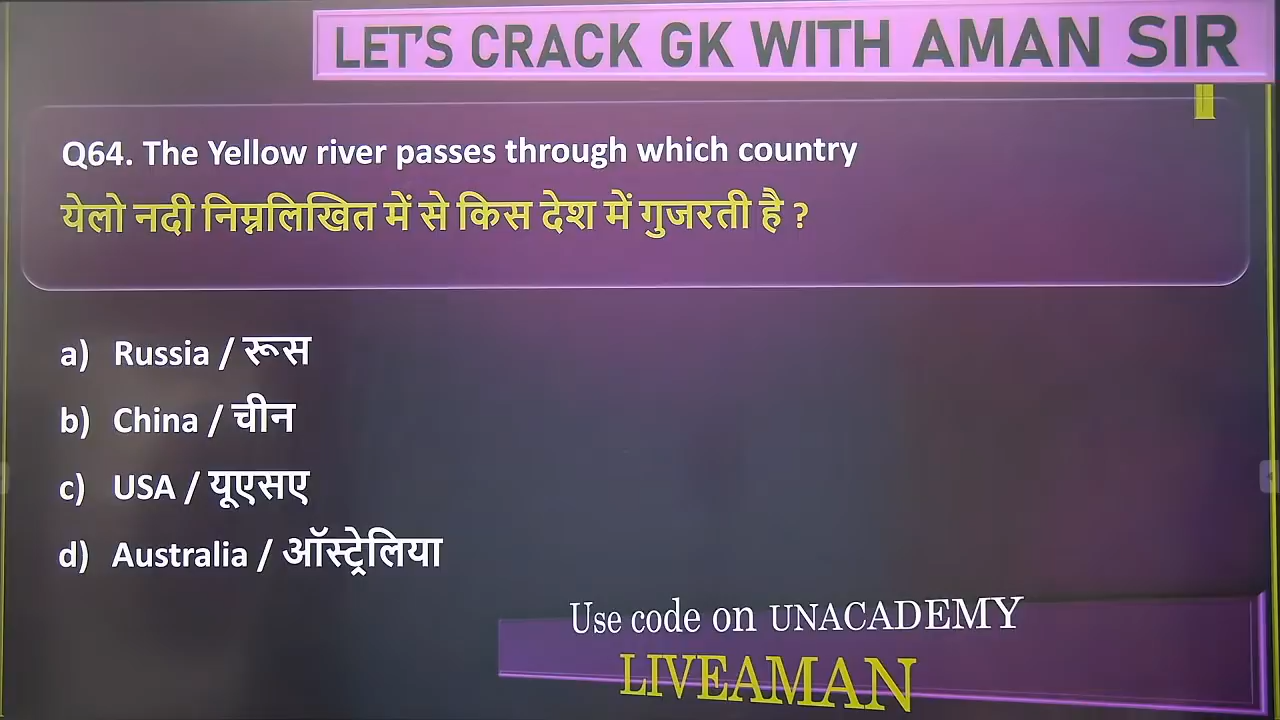 LET'S CRACK GK WITH AMAN SIR
Q64. The Yellow river passes through which country
येलो नदी निम्नलिखित में से किस देश में गुजरती है ?
a) Russia / रूस
b) China / चीन
c) USA / यूएसए
d) Australia / ऑस्ट्रेलिया
Use code on UNACADEMY
LIVEAMAN